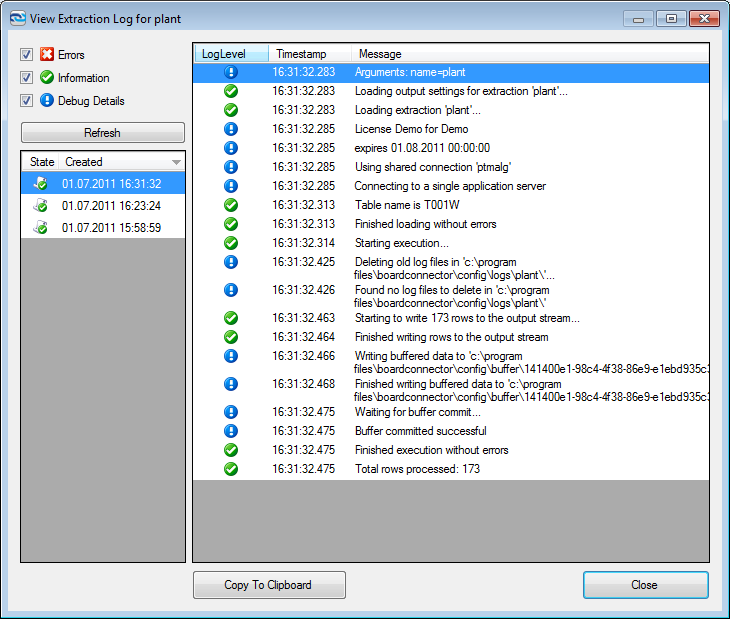 View Extraction Log for plant
Errors
Information
Debug Details
Refresh
State Created
01.07.2011 16:31:32
01.07.2011 16:23:24
01.07.2011 15:58:59
LogLevel Timestamp Message
16:31:32.283 Arguments: name=plant
16:31:32.283 Loading output settings for extraction 'plant'...
16:31:32.283 Loading extraction 'plant'...
16:31:32.285 License Demo for Demo
16:31:32.285 expires 01.08.2011 00:00:00
16:31:32.285 Using shared connection 'ptmalg'
16:31:32.285 Connecting to a single application server
16:31:32.313 Table name is T001W
16:31:32.313 Finished loading without errors
16:31:32.314 Starting execution...
16:31:32.425 Deleting old log files in 'c:\program
files\boardconnector\config\logs\plant\'...
16:31:32.426 Found no log files to delete in 'c:\program
files\boardconnector\config\logs\plant\'
16:31:32.463 Starting to write 173 rows to the output stream...
16:31:32.464 Finished writing rows to the output stream
16:31:32.466 Writing buffered data to 'c:\program
files\boardconnector\config\buffer\141400e1-98c4-4f38-86e9-e1ebd935c3
16:31:32.468 Finished writing buffered data to 'c:\program
files\boardconnector\config\buffer\141400e1-98c4-4f38-86e9-e1ebd935c3
16:31:32.475 Waiting for buffer commit...
16:31:32.475 Buffer committed successful
16:31:32.475 Finished execution without errors
16:31:32.475 Total rows processed: 173
Copy To Clipboard
Close